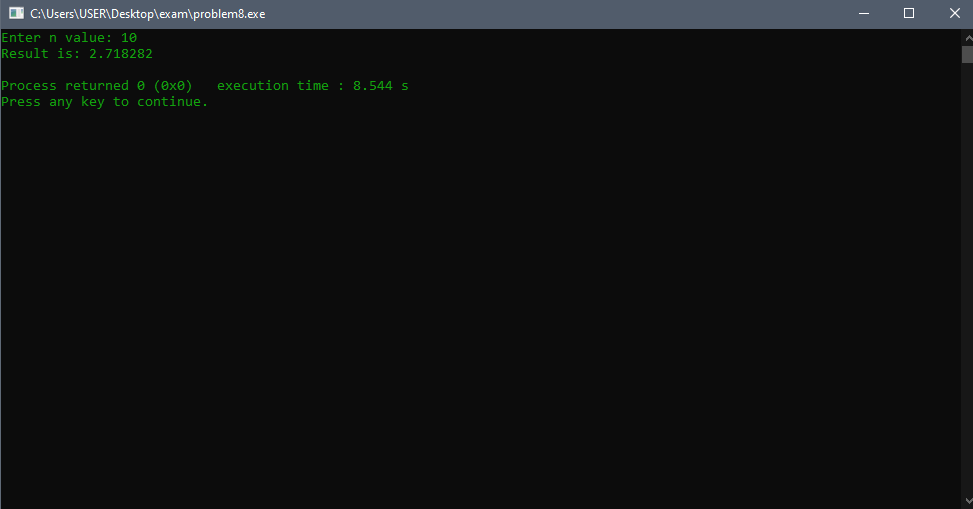 C:\Users\USER\Desktop\exam\problem8.exe
Enter n value: 10
Result is: 2.718282
Process returned 0 (0x0)   execution time : 8.544 s
Press any key to continue.